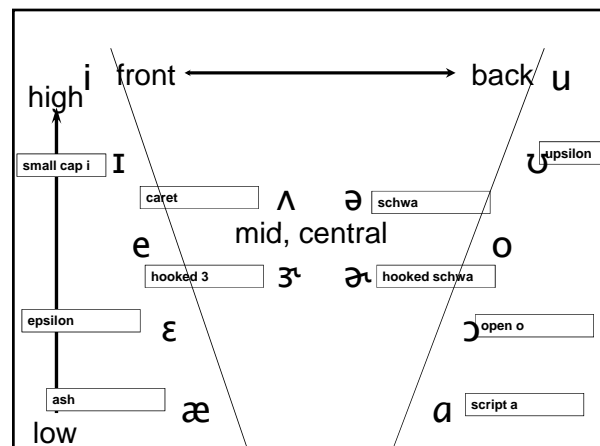 i front back u
high
small cap i ɪ ʊ upsilon
caret ʌ ə schwa
mid, central
e o
hooked 3 ɝ ɚ hooked schwa
epsilon ɛ ɔ open o
ash æ ɑ script a
low